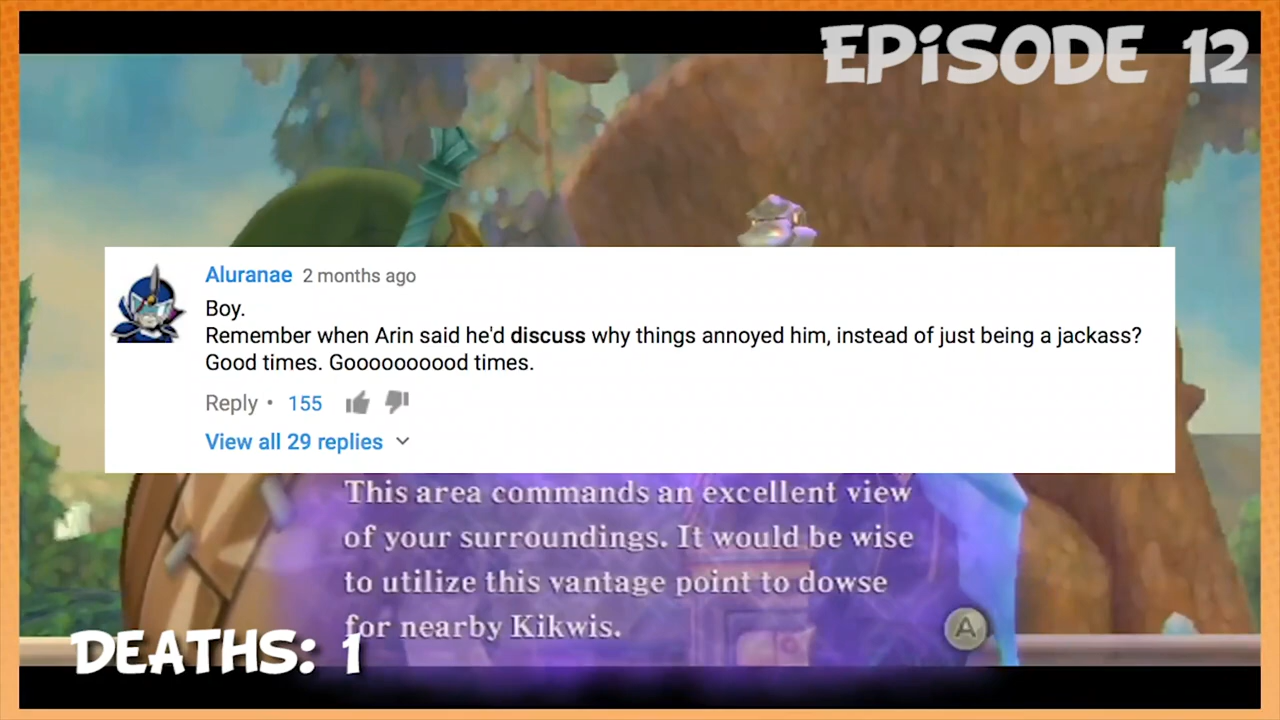 EPISODE 12
Aluranae 2 months ago
Boy.
Remember when Arin said he'd discuss why things annoyed him, instead of just being a jackass?
Good times. Goooooooood times.
Reply • 155
View all 29 replies
This area commands an excellent view
of your surroundings. It would be wise
to utilize this vantage point to dowse
for nearby Kikwis.
A
DEATHS: 1